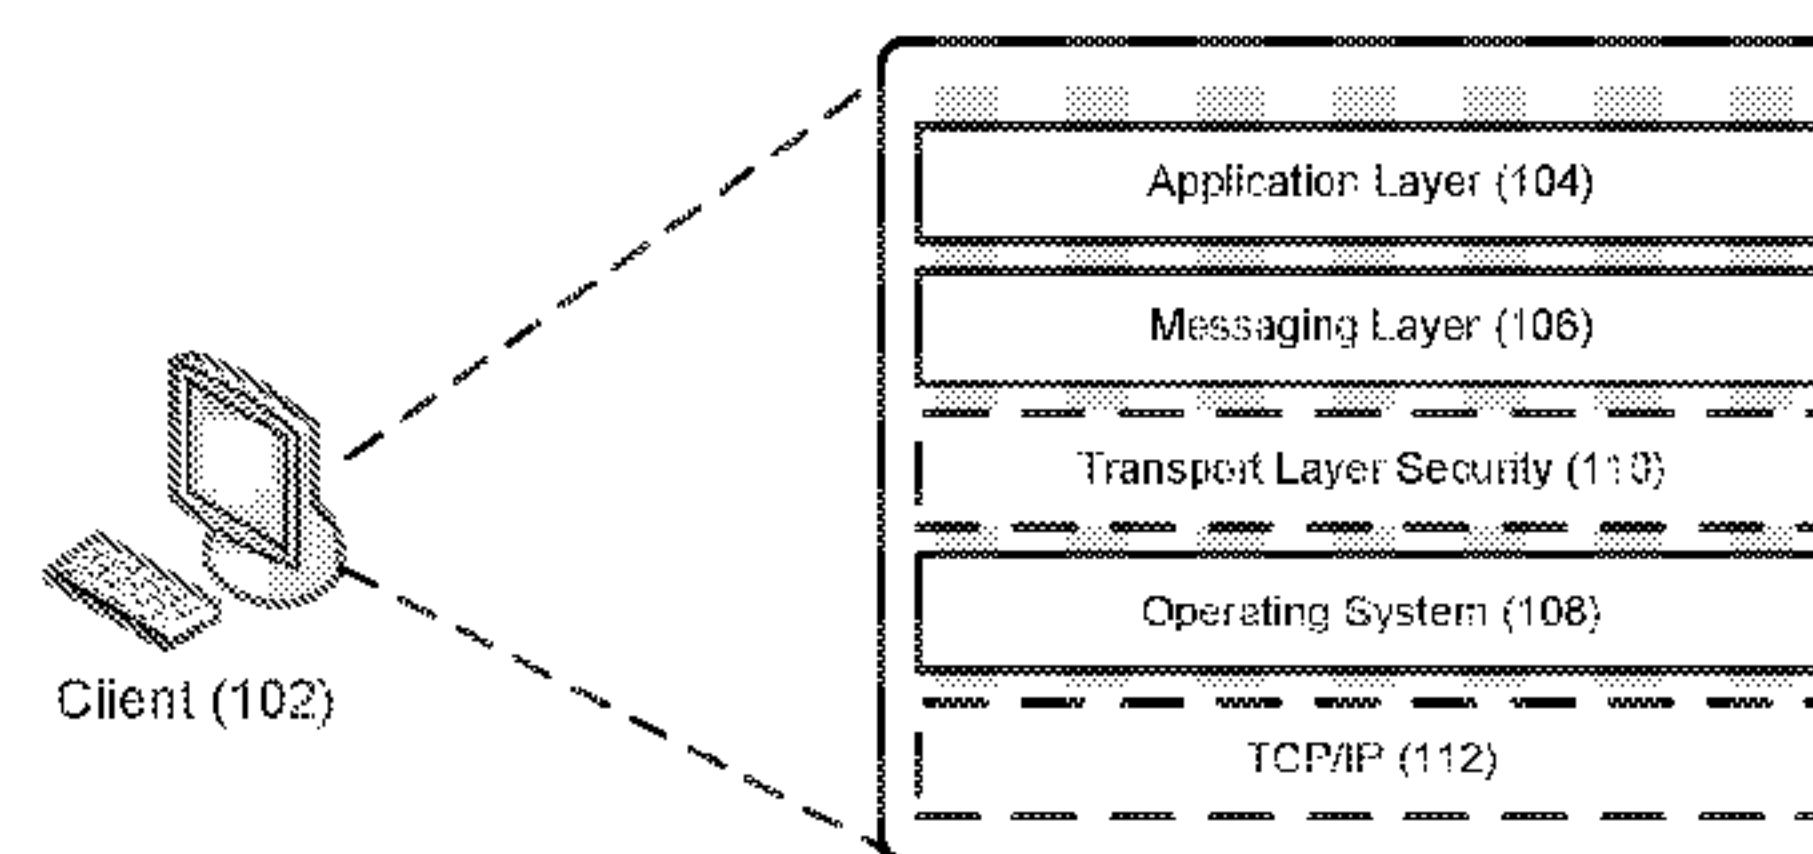 Application Layer (104)
Messaging Layer (106)
Transport Layer Security (110)
Operating System (108)
Client (102)
TCP/IP (112)